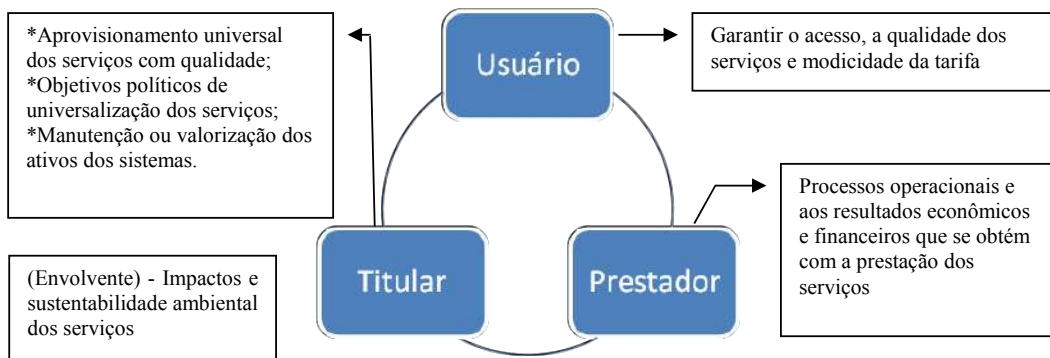 *Aprovisionamento universal
dos serviços com qualidade;
*Objetivos políticos de
universalização dos serviços;
*Manutenção ou valorização dos
ativos dos sistemas.
Usuário
Garantir o acesso, a qualidade dos
serviços e modicidade da tarifa
Titular
Prestador
Processos operacionais e
aos resultados econômicos
e financeiros que se obtém
com a prestação dos
serviços
(Envolvente) - Impactos e
sustentabilidade ambiental
dos serviços